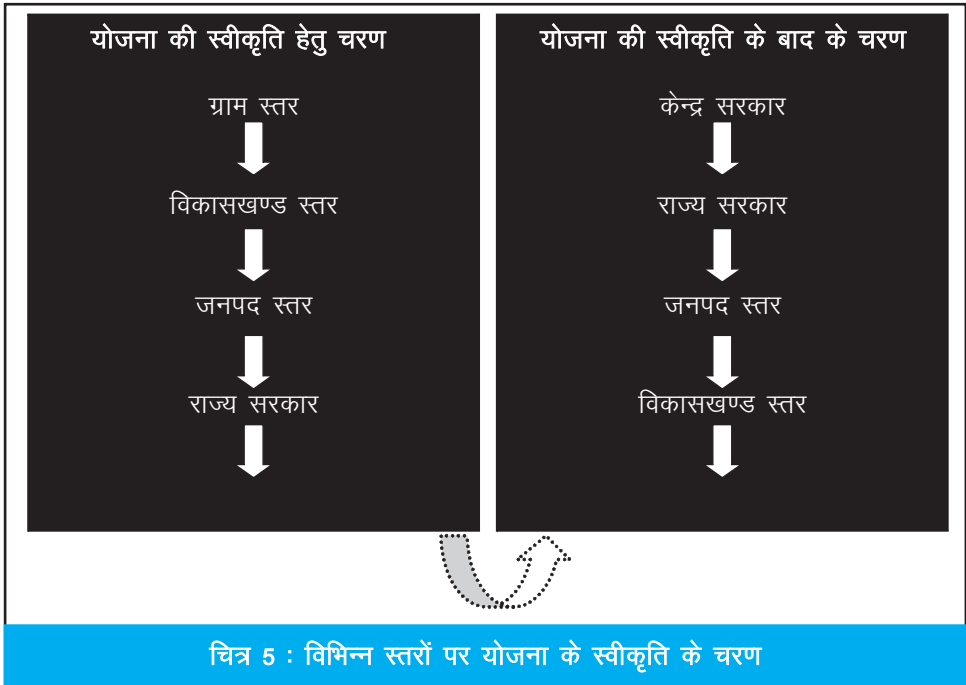 योजना की स्वीकृति हेतु चरण
ग्राम स्तर
विकासखण्ड स्तर
जनपद स्तर
राज्य सरकार
योजना की स्वीकृति के बाद के चरण
केन्द्र सरकार
राज्य सरकार
जनपद स्तर
विकासखण्ड स्तर
चित्र 5 : विभिन्न स्तरों पर योजना के स्वीकृति के चरण